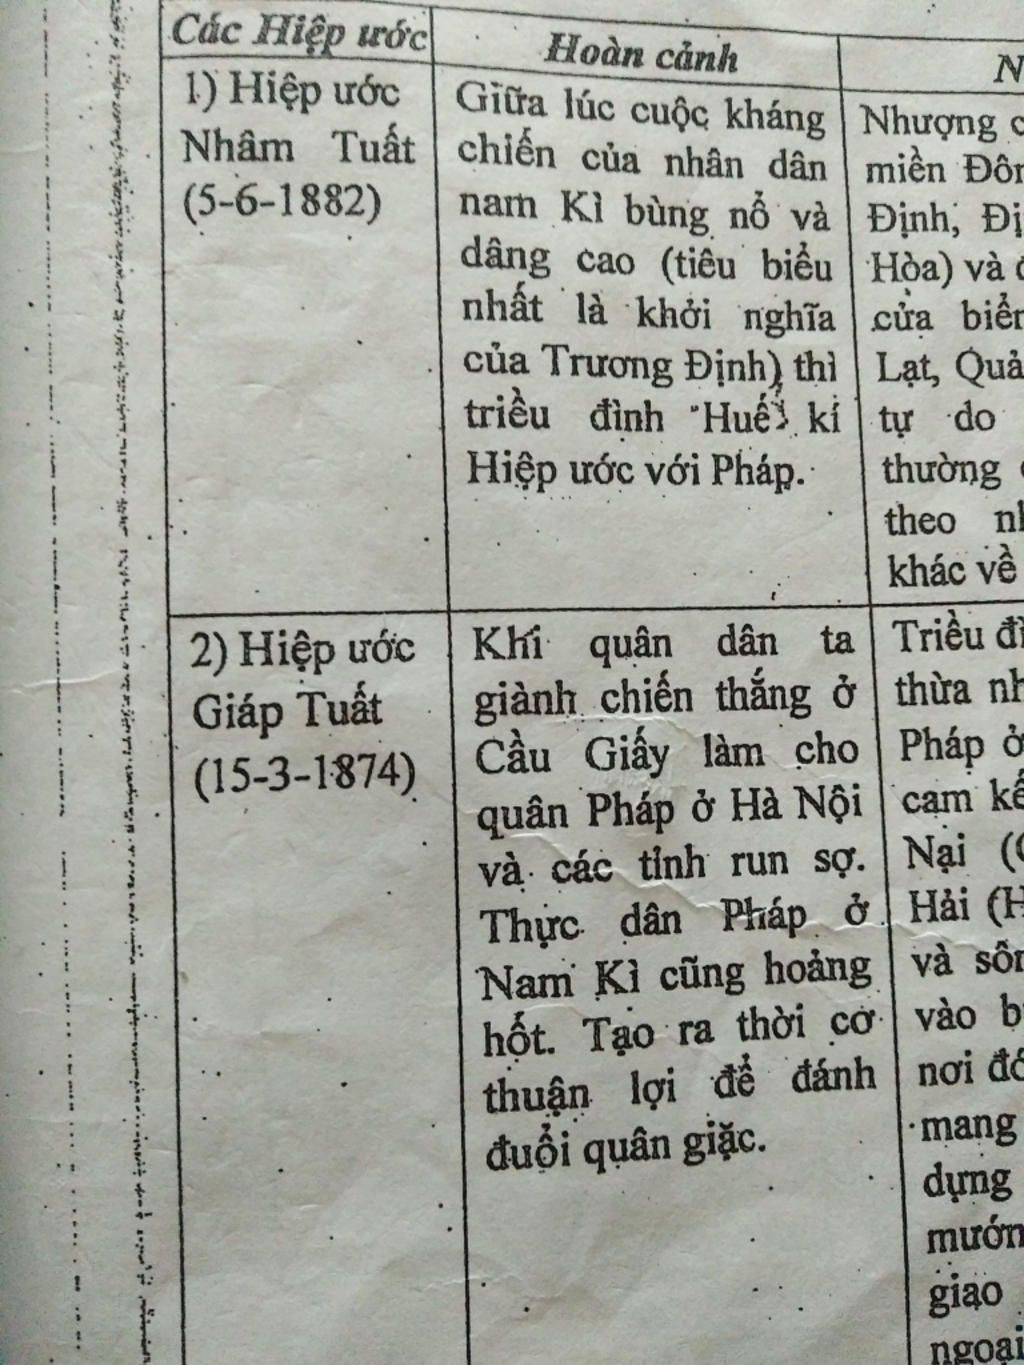 Các Hiệp ước
Hoàn cảnh
N
1) Hiệp ước
Nhâm Tuất
(5-6-1882)
Giữa lúc cuộc kháng
chiến của nhân dân
nam Kì bùng nổ và
dâng cao (tiêu biểu
nhất là khởi nghĩa
của Trương Định) thì
triều đình Huế kí
Hiệp ước với Pháp.
Nhượng
miền
Định,
Hòa) và
cửa
Lạt,
tự do
thường
theo
khác về
2) Hiệp ước
Giáp Tuất
(15-3-1874)
Khi quân dân ta
giành chiến thắng ở
Cầu Giấy làm cho
quân Pháp ở Hà Nội
và các tỉnh run sợ.
Thực dân Pháp ở
Nam Kì cũng hoảng
hốt. Tạo ra thời cơ
thuận lợi để đánh
đuổi quân giặc.
Triều
thừa
Pháp ở
cam
Nại
Hải
và
vào
nơi
mang
dựng
mướn
giao
ngoại